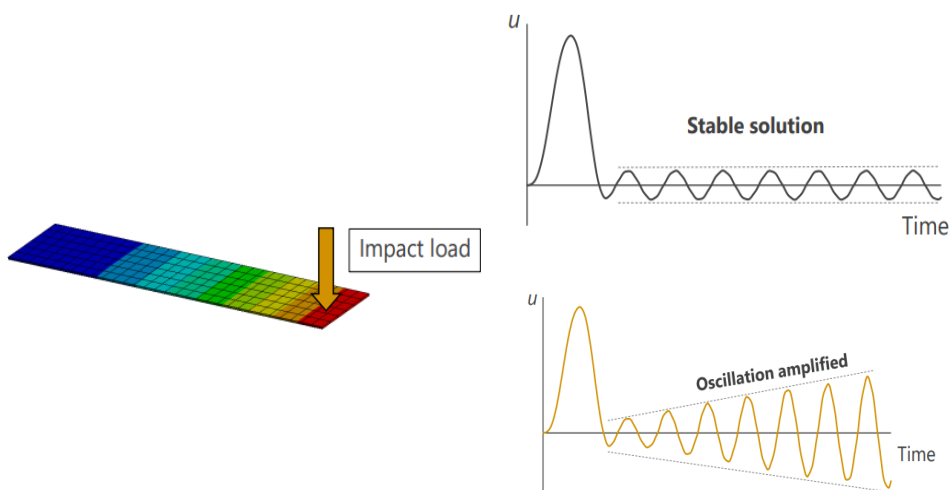 u
Stable solution
Time
Impact load
u
Oscillation amplified
Time